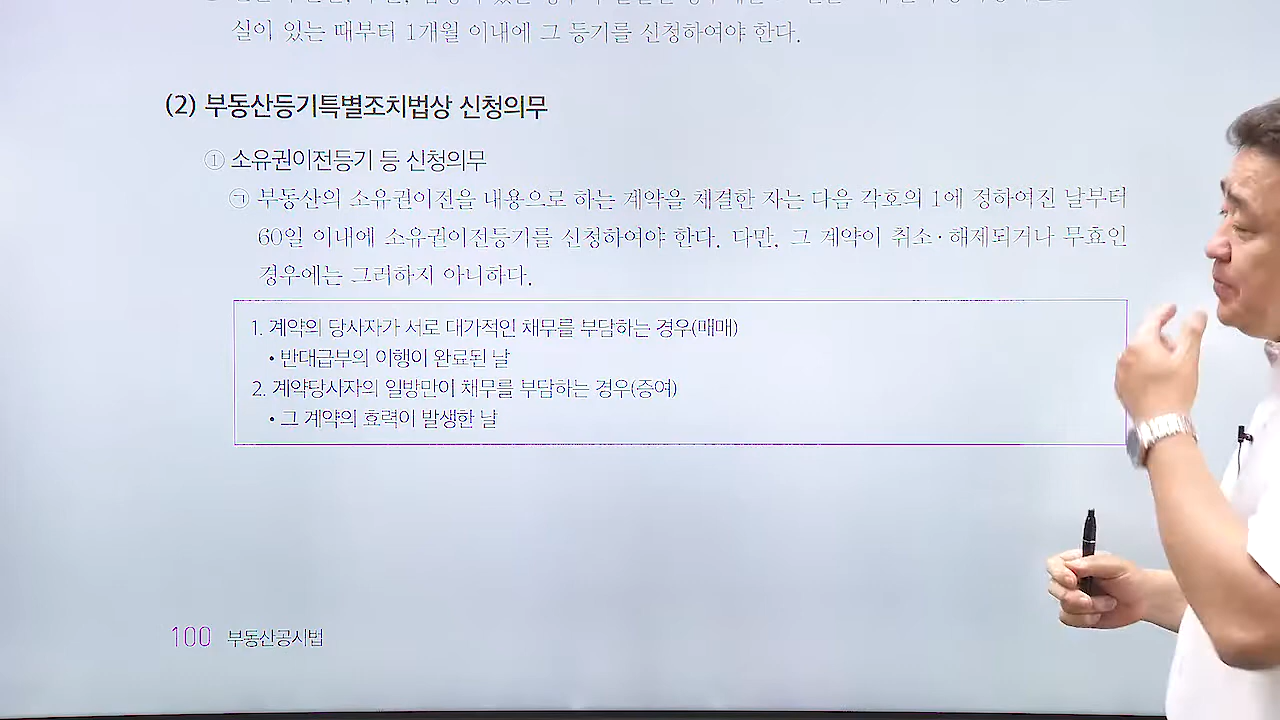 실이 있는 때부터 1개월 이내에 그 등기를 신청하여야 한다.
(2) 부동산등기특별조치법상 신청의무
① 소유권이전등기 등 신청의무
㉠ 부동산의 소유권이전을 내용으로 하는 계약을 체결한 자는 다음 각호의 1에 정하여진 날부터
60일 이내에 소유권이전등기를 신청하여야 한다. 다만, 그 계약이 취소·해제되거나 무효인
경우에는 그러하지 아니하다.
1. 계약의 당사자가 서로 대가적인 채무를 부담하는 경우(매매)
• 반대급부의 이행이 완료된 날
2. 계약당사자의 일방만이 채무를 부담하는 경우(증여)
• 그 계약의 효력이 발생한 날
100 부동산공시법